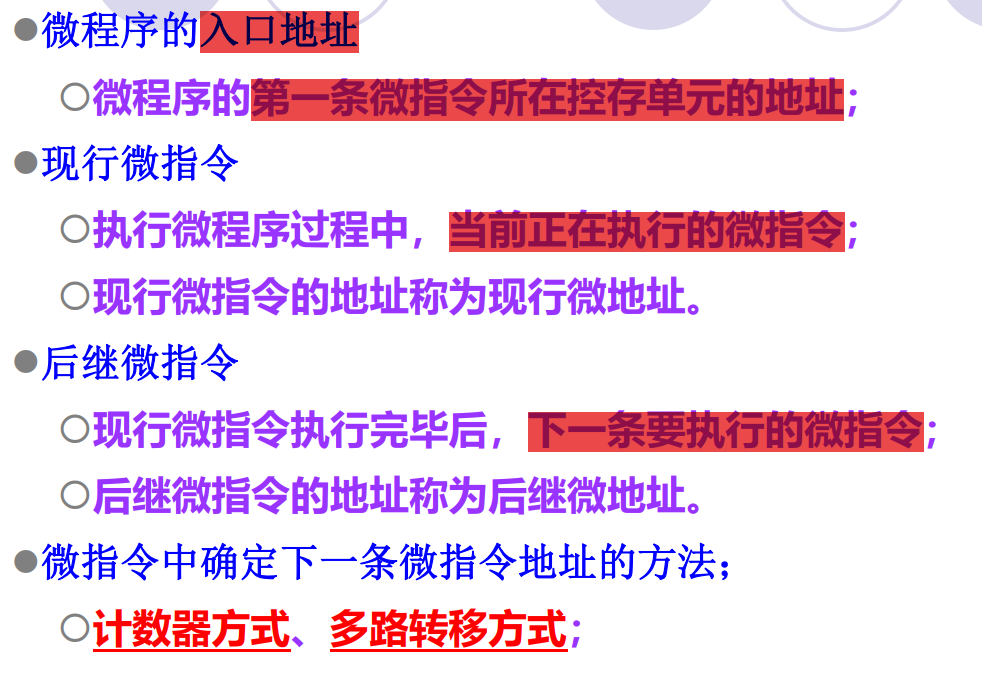 微程序的入口地址
微程序的第一条微指令所在控存单元的地址；
现行微指令
执行微程序过程中，当前正在执行的微指令；
现行微指令的地址称为现行微地址。
后继微指令
现行微指令执行完毕后，下一条要执行的微指令；
后继微指令的地址称为后继微地址。
微指令中确定下一条微指令地址的方法；
计数器方式、多路转移方式；